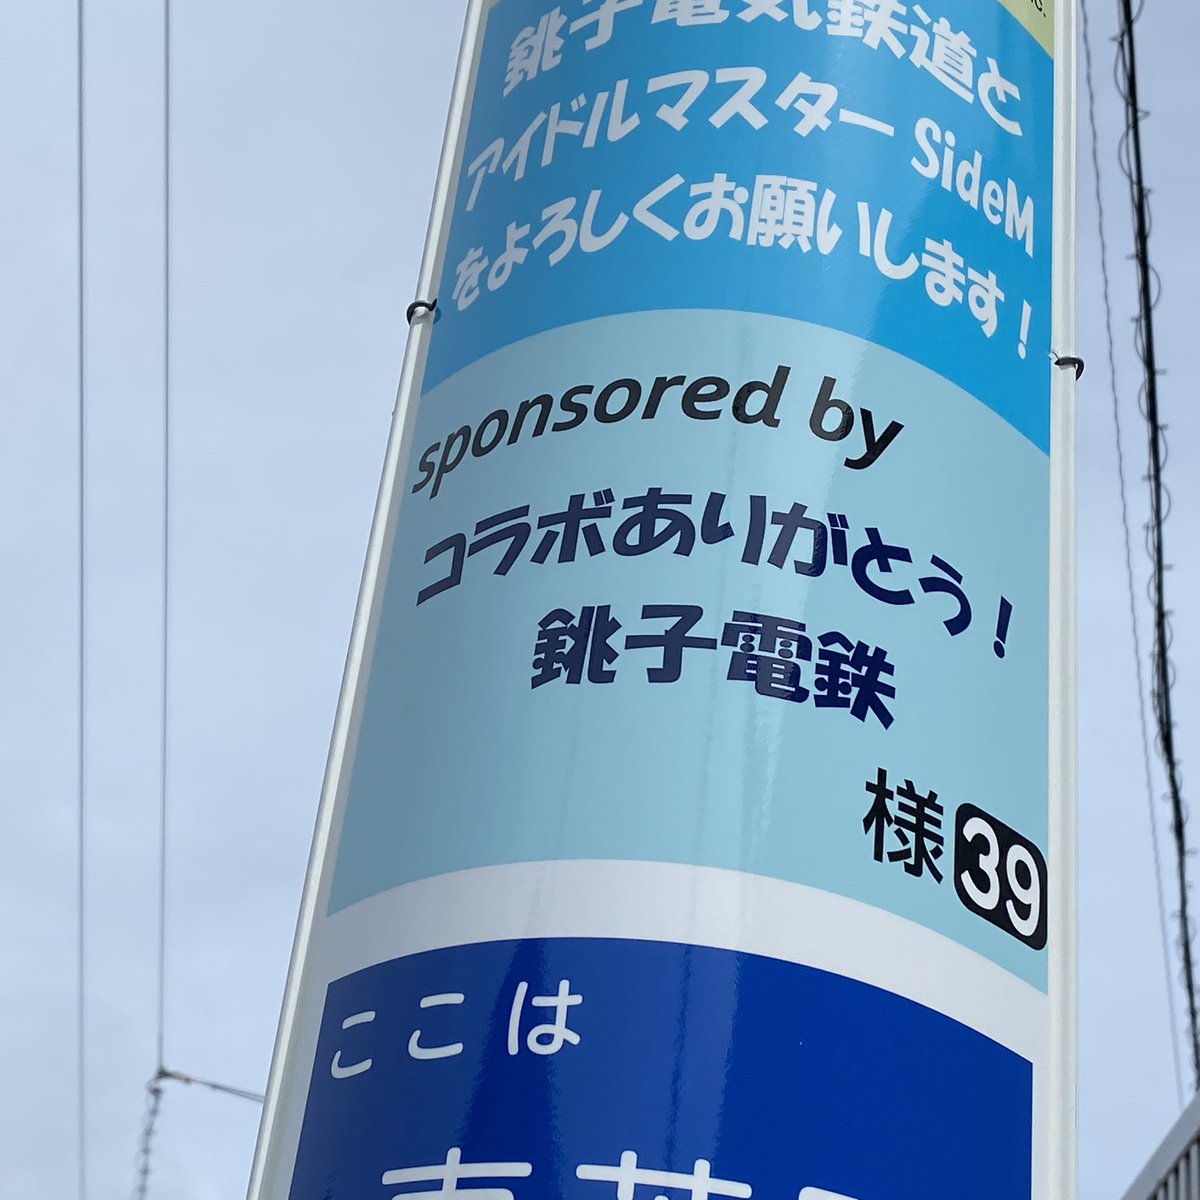 銚子電気鉄道と
アイドルマスター SideM
をよろしくお願いします!
sponsored by
コラボありがとう!
銚子電鉄
様 39
ここは